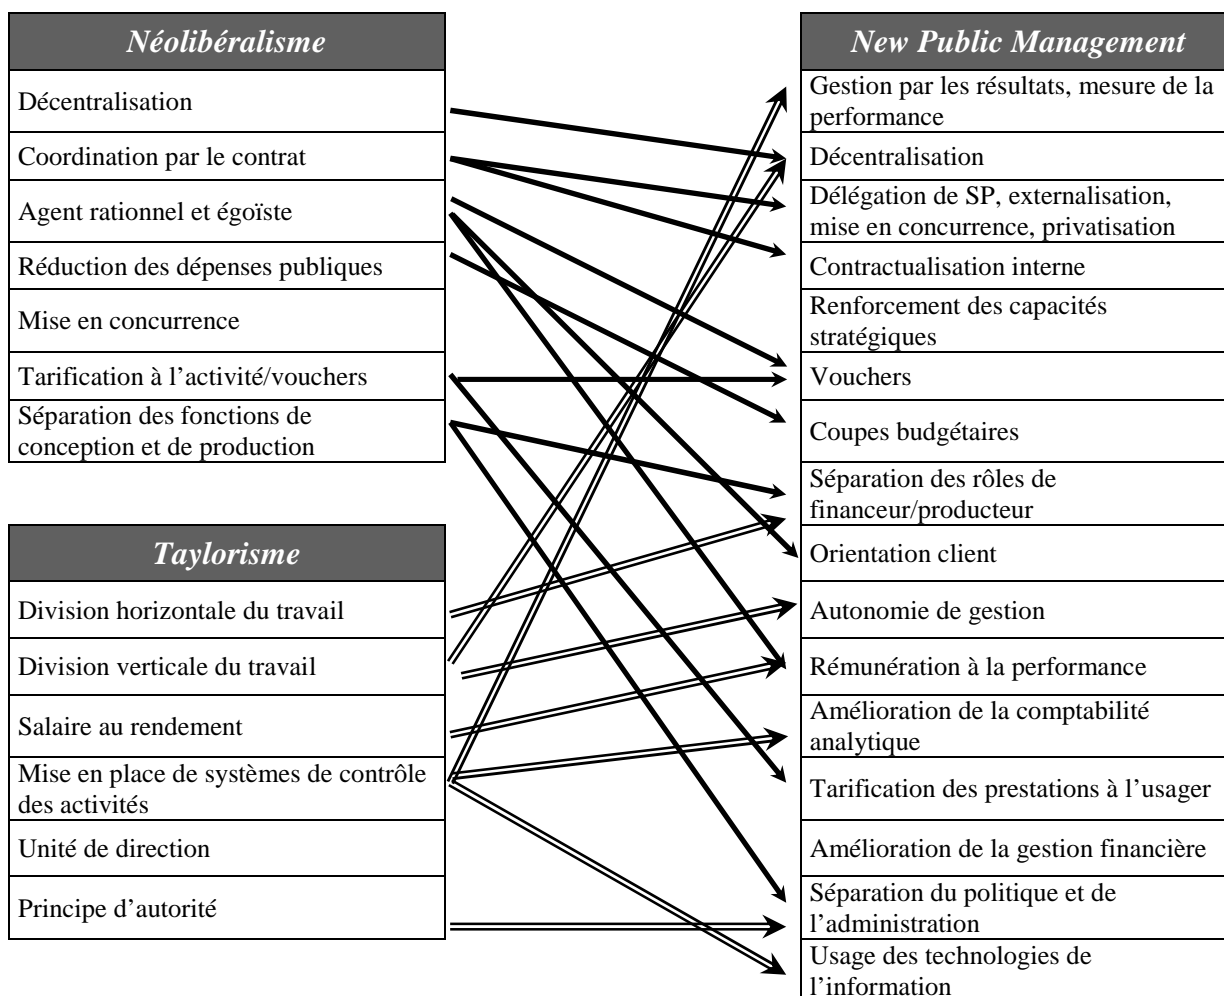 Néolibéralisme
Décentralisation
Coordination par le contrat
Agent rationnel et égoïste
Réduction des dépenses publiques
Mise en concurrence
Tarification à l’activité/vouchers
Séparation des fonctions de
conception et de production
Taylorisme
Division horizontale du travail
Division verticale du travail
Salaire au rendement
Mise en place de systèmes de contrôle
des activités
Unité de direction
Principe d’autorité
New Public Management
Gestion par les résultats, mesure de la
performance
Décentralisation
Délégation de SP, externalisation,
mise en concurrence, privatisation
Contractualisation interne
Renforcement des capacités
stratégiques
Vouchers
Coupes budgétaires
Séparation des rôles de
financeur/producteur
Orientation client
Autonomie de gestion
Rémunération à la performance
Amélioration de la comptabilité
analytique
Tarification des prestations à l’usager
Amélioration de la gestion financière
Séparation du politique et de
l’administration
Usage des technologies de
l’information